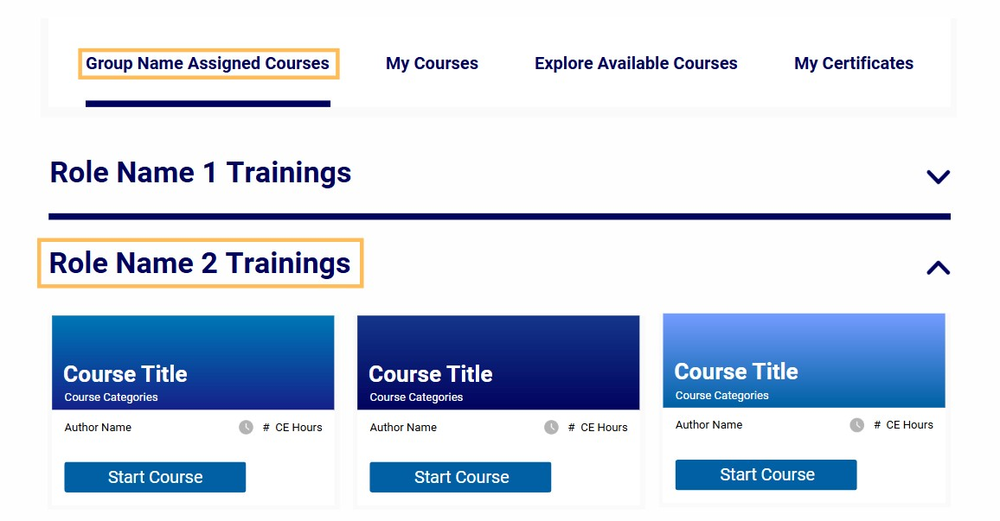 Group Name Assigned Courses My Courses Explore Available Courses My Certificates
Role Name 1 Trainings
Role Name 2 Trainings
Course Title
Course Categories
Author Name # CE Hours
Start Course
Course Title
Course Categories
Author Name # CE Hours
Start Course
Course Title
Course Categories
Author Name # CE Hours
Start Course